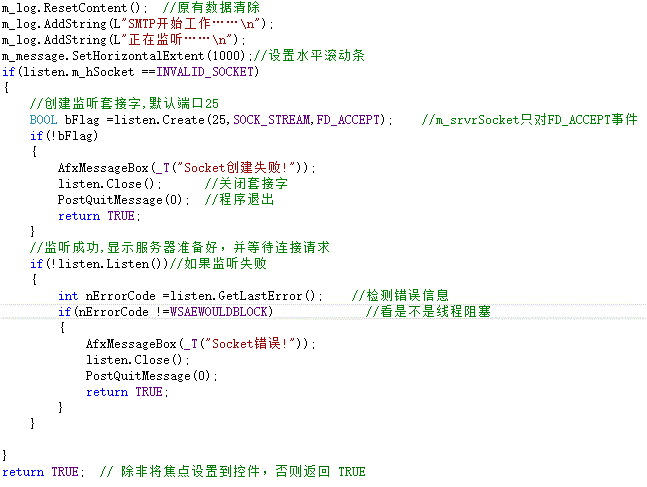 m_log.ResetContent();  //原有数据清除
m_log.AddString(L"SMTP开始工作……\n");
m_log.AddString(L"正在监听……\n");
m_message.SetHorizontalExtent(1000);//设置水平滚动条
if(listen.m_hSocket ==INVALID_SOCKET)
{
    //创建监听套接字,默认端口25
    BOOL bFlag =listen.Create(25,SOCK_STREAM,FD_ACCEPT);    //m_srvrSocket只对FD_ACCEPT事件
    if(!bFlag)
    {
        AfxMessageBox(_T("Socket创建失败!"));
        listen.Close();      //关闭套接字
        PostQuitMessage(0);  //程序退出
        return TRUE;
    }
    //监听成功,显示服务器准备好，并等待连接请求
    if(!listen.Listen())//如果监听失败
    {
        int nErrorCode =listen.GetLastError();    //检测错误信息
        if(nErrorCode !=WSAEWOULDBLOCK)             //看是不是线程阻塞
        {
            AfxMessageBox(_T("Socket错误!"));
            listen.Close();
            PostQuitMessage(0);
            return TRUE;
        }
    }
}
return TRUE;  // 除非将焦点设置到控件，否则返回 TRUE